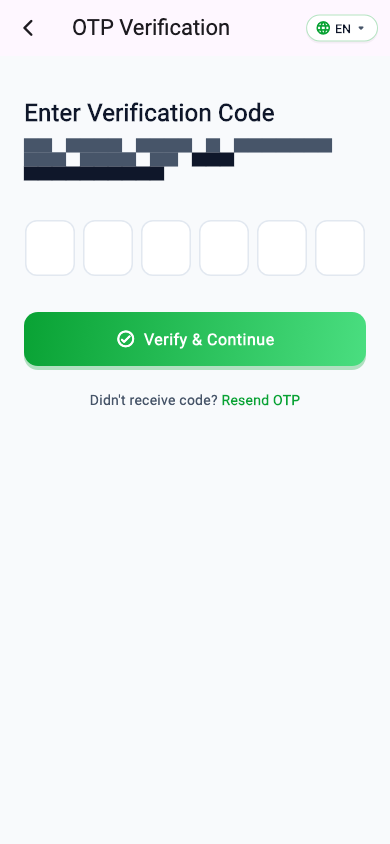 OTP Verification
EN
Enter Verification Code
Verify & Continue
Didn't receive code? Resend OTP